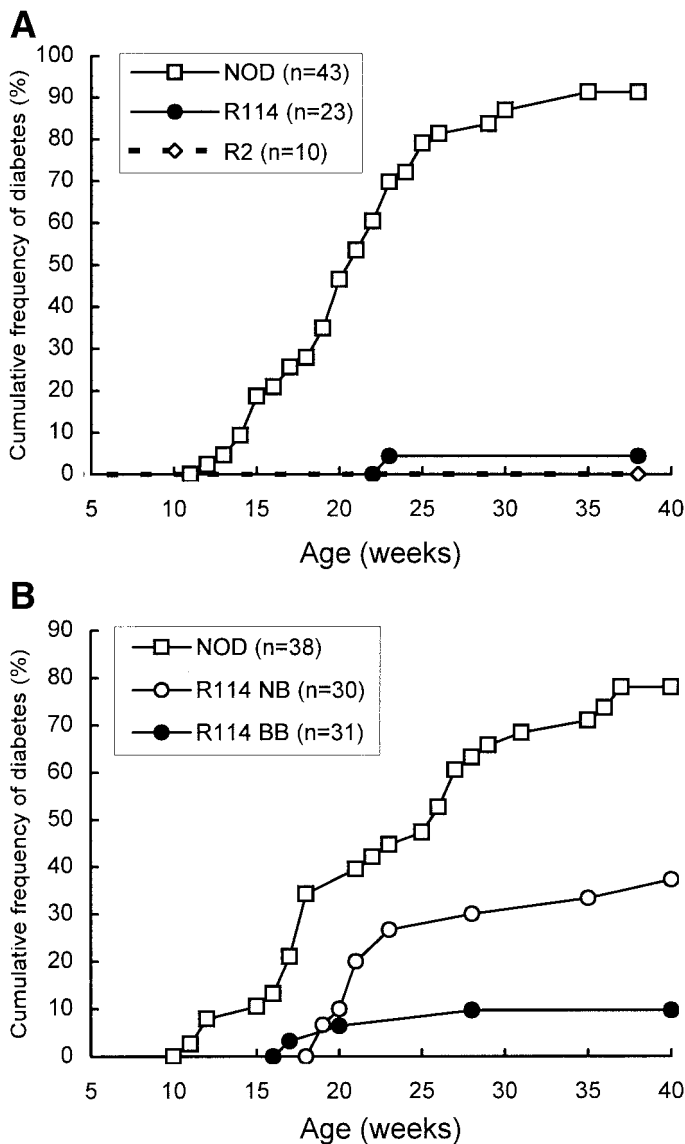 A
Cumulative frequency of diabetes (%)
100
90
80
70
60
50
40
30
20
10
0
NOD (n=43)
R114 (n=23)
R2 (n=10)
5 10 15 20 25 30 35 40
Age (weeks)
B
Cumulative frequency of diabetes (%)
90
80
70
60
50
40
30
20
10
0
NOD (n=38)
R114 NB (n=30)
R114 BB (n=31)
5 10 15 20 25 30 35 40
Age (weeks)